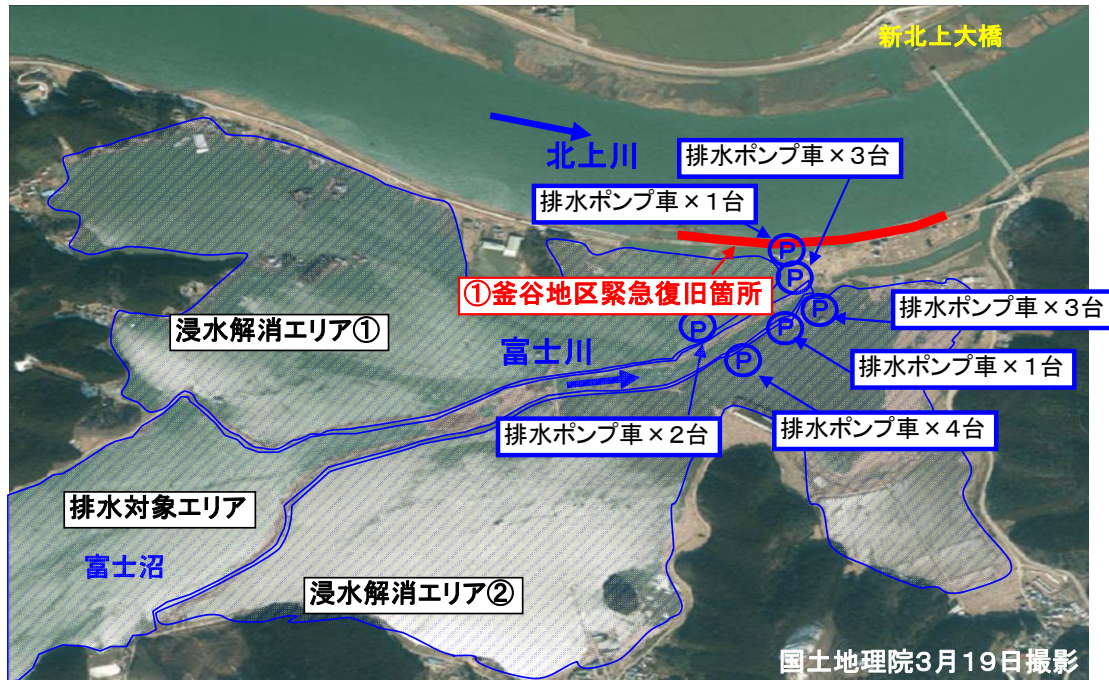 新北上大橋
北上川
排水ポンプ車×3台
排水ポンプ車×1台
P
P
①釜谷地区緊急復旧箇所
浸水解消エリア①
富士川
P
P
P
P
排水ポンプ車×3台
排水ポンプ車×1台
排水ポンプ車×2台
排水ポンプ車×4台
排水対象エリア
富士沼
浸水解消エリア②
国土地理院3月19日撮影